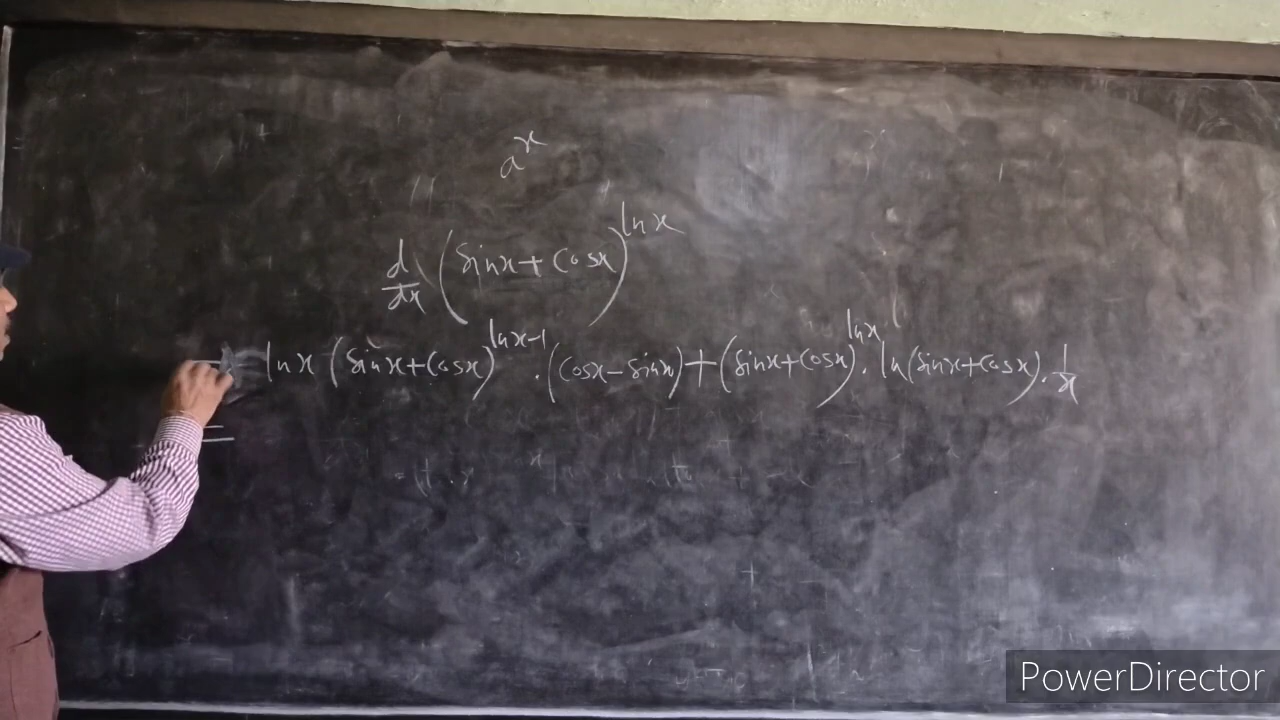 a^x
d/dx (sinx + cosx)^lnx
= lnx (sinx+cosx)^lnx-1 . (cosx - sinx) + (sinx+cosx)^lnx . ln(sinx+cosx) . 1/x
=
PowerDirector